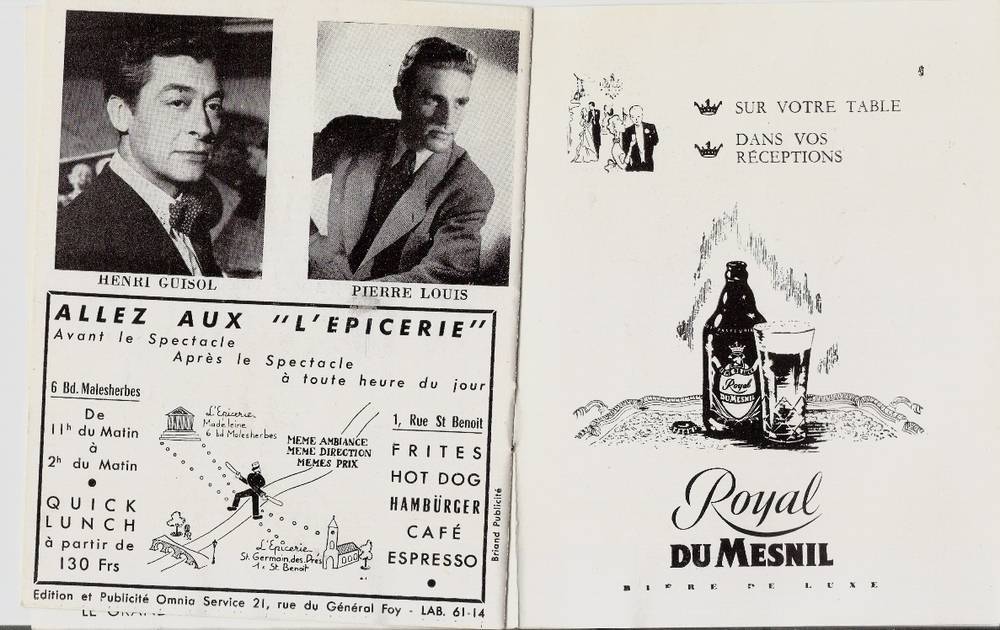 HENRI GUISOL
PIERRE LOUIS
ALLEZ AUX "L'EPICERIE"
Avant le Spectacle
Après le Spectacle
à toute heure du jour
6 Bd. Malesherbes
De
11h du Matin
à
2h du Matin
•
QUICK
LUNCH
à partir de
130 Frs
L'Epicerie
Madeleine
6 bd Malesherbes
MEME AMBIANCE
MEME DIRECTION
MEMES PRIX
L'Epicerie
St. Germain.des.Prés
1. St. Benoit
1, Rue St Benoit
FRITES
HOT DOG
HAMBÜRGER
CAFÉ
ESPRESSO
•
Briand Publicité
Edition et Publicité Omnia Service 21, rue du Général Foy - LAB. 61-14
LE GRAND
SUR VOTRE TABLE
DANS VOS
RÉCEPTIONS
Royal
DU MESNIL
Royal
DU MESNIL
BIERE DE LUXE